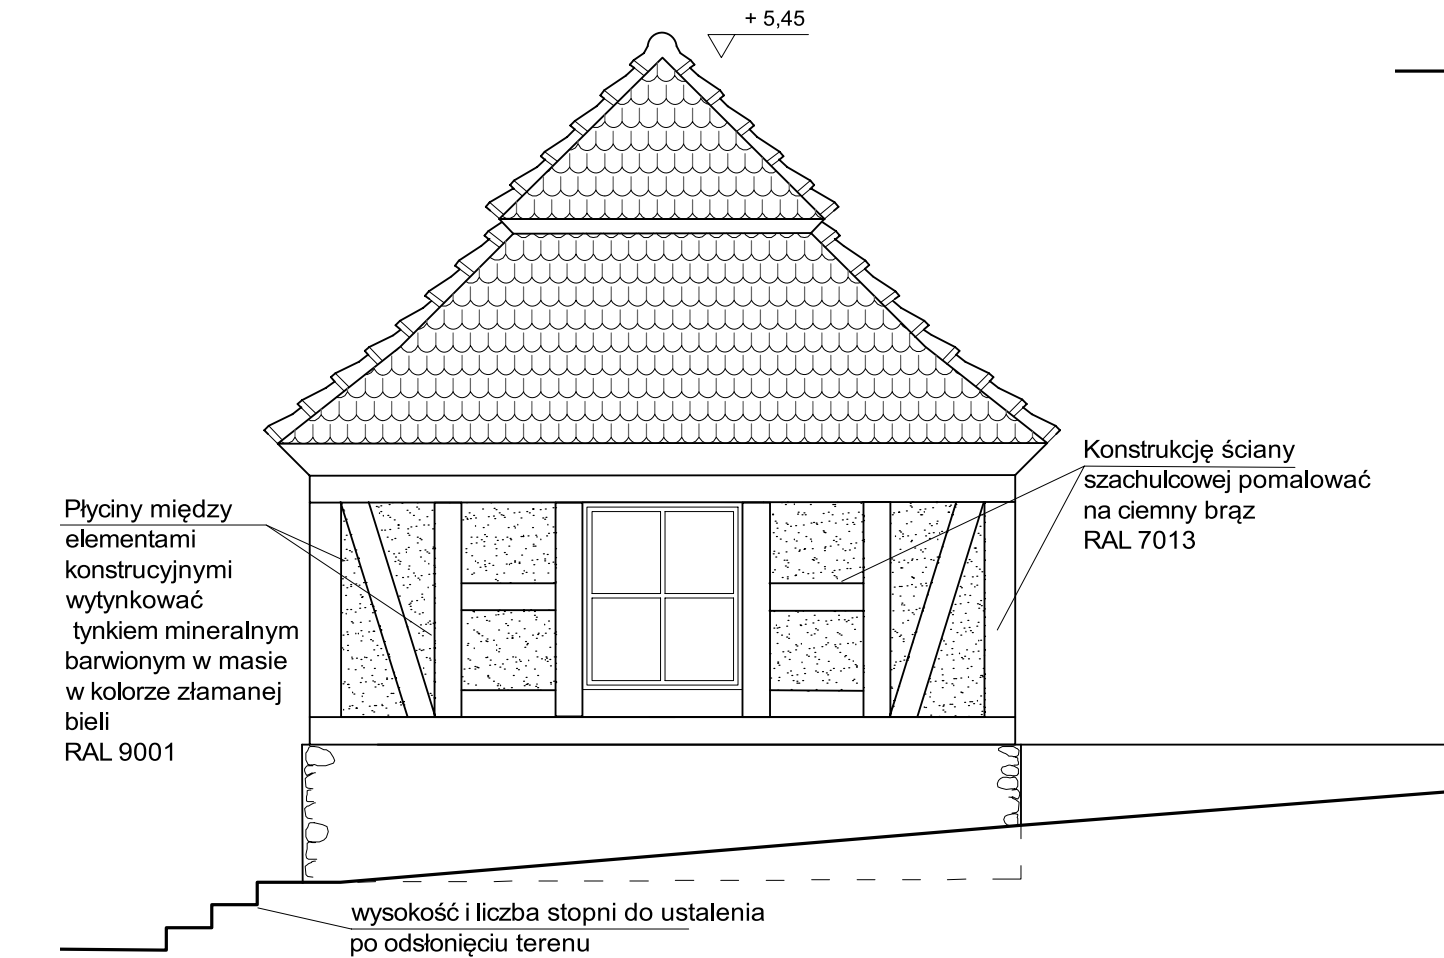 + 5,45
Konstrukcję ściany
szachulcowej pomalować
na ciemny brąz
RAL 7013
Płyciny między
elementami
konstrucyjnymi
wytynkować
tynkiem mineralnym
barwionym w masie
w kolorze złamanej
bieli
RAL 9001
wysokość i liczba stopni do ustalenia
po odsłonięciu terenu